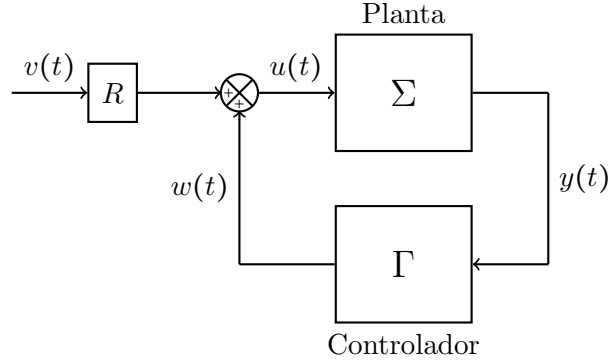 Planta
v(t)
R
+
+
u(t)
Σ
w(t)
y(t)
Γ
Controlador